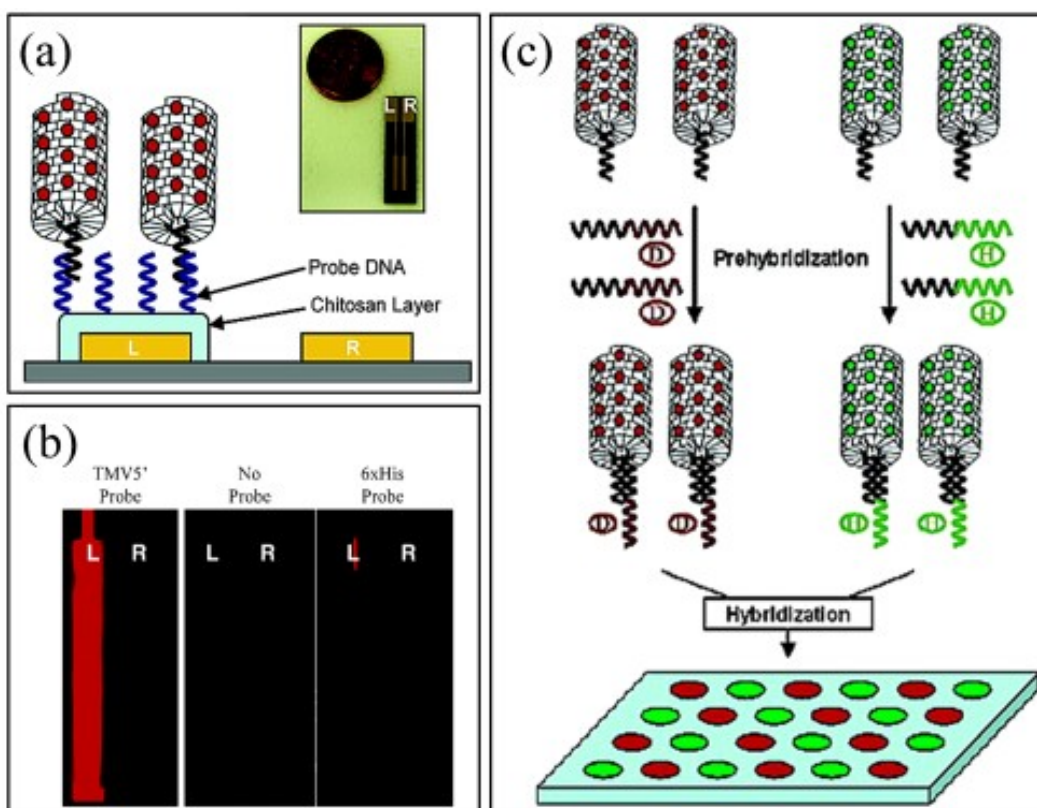 (a)
L R
Probe DNA
Chitosan Layer
L
R
(b)
TMV5'
Probe
No
Probe
6xHis
Probe
L R
L R
L R
(c)
D
D
Prehybridization
H
H
D
D
Hybridization